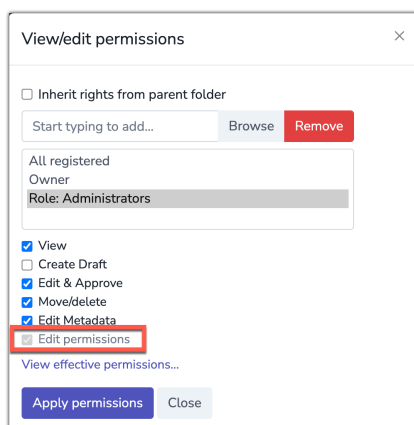 View/edit permissions
Inherit rights from parent folder
Start typing to add... Browse Remove
All registered
Owner
Role: Administrators
View
Create Draft
Edit & Approve
Move/delete
Edit Metadata
Edit permissions
View effective permissions...
Apply permissions Close